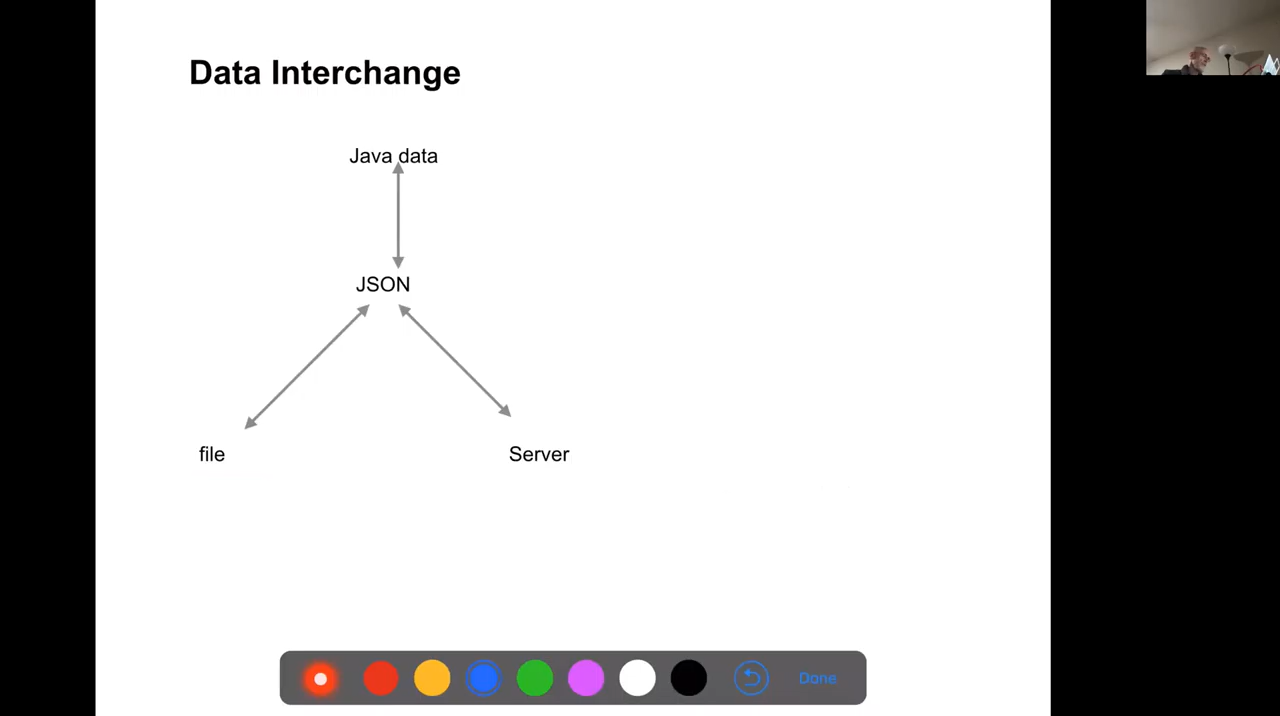 Data Interchange
Java data
JSON
file
Server
Done